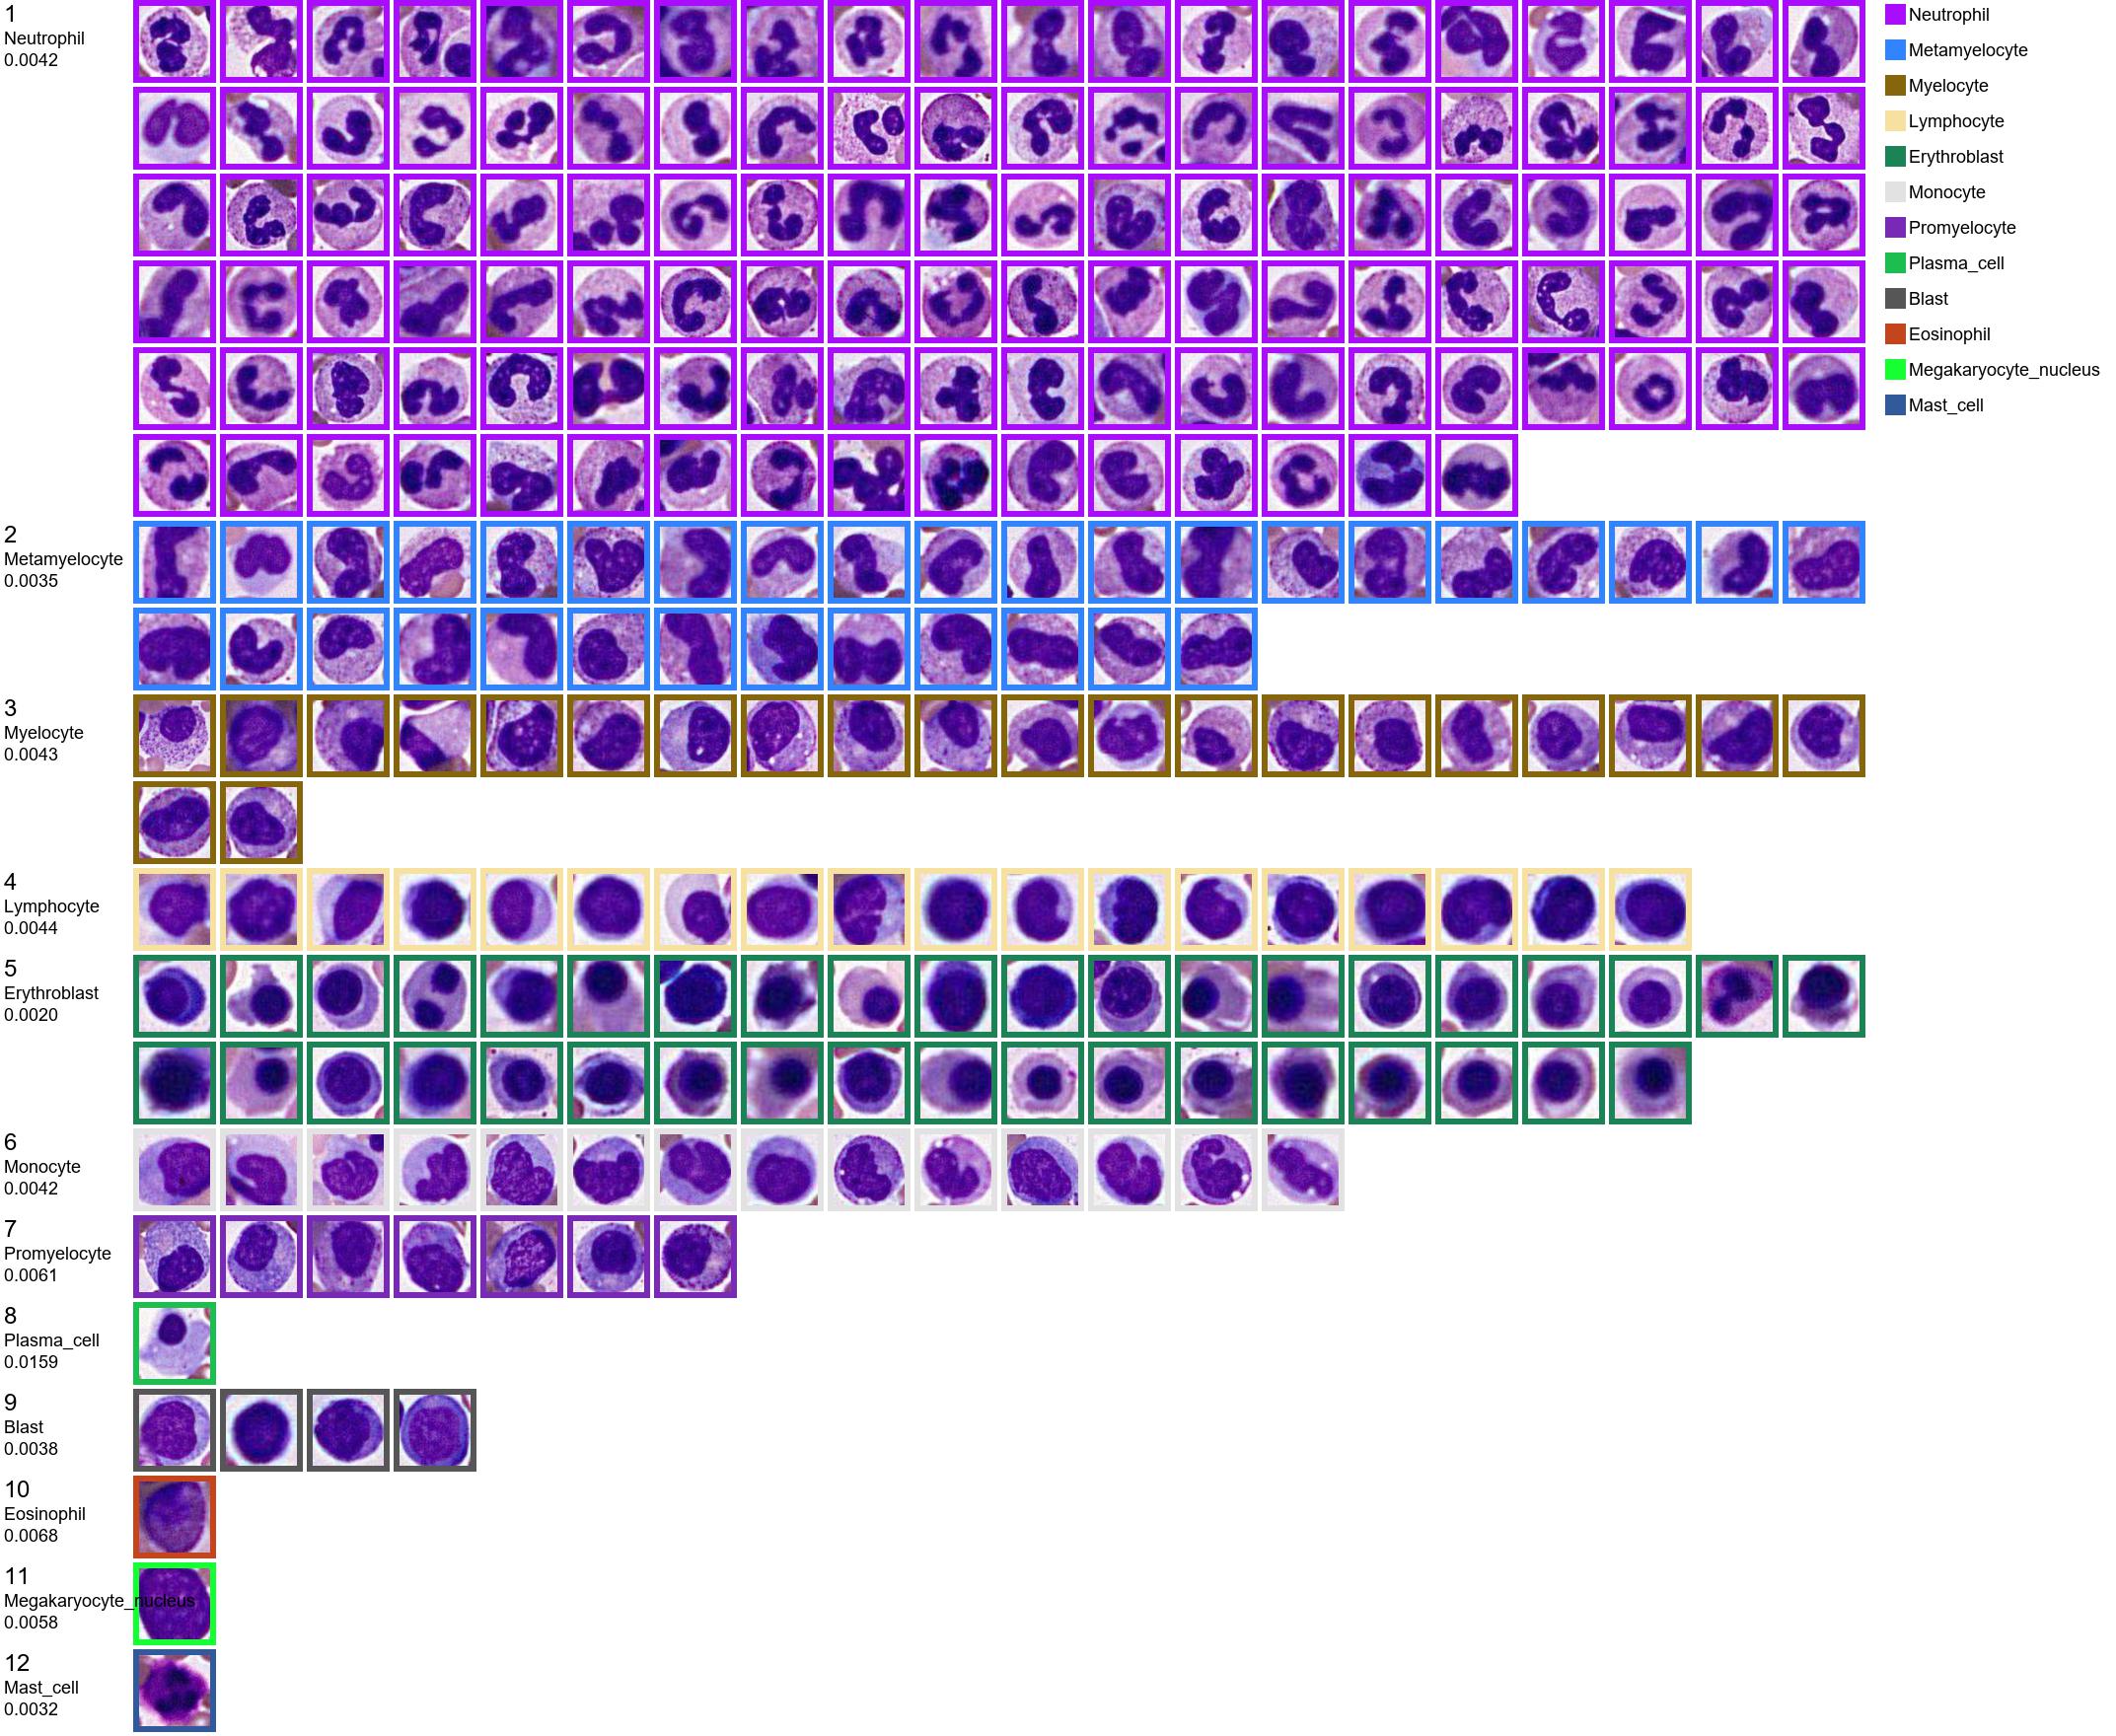 1
Neutrophil
0.0042
2
Metamyelocyte
0.0035
3
Myelocyte
0.0043
4
Lymphocyte
0.0044
5
Erythroblast
0.0020
6
Monocyte
0.0042
7
Promyelocyte
0.0061
8
Plasma_cell
0.0159
9
Blast
0.0038
10
Eosinophil
0.0068
11
Megakaryocyte_nucleus
0.0058
12
Mast_cell
0.0032
Neutrophil
Metamyelocyte
Myelocyte
Lymphocyte
Erythroblast
Monocyte
Promyelocyte
Plasma_cell
Blast
Eosinophil
Megakaryocyte_nucleus
Mast_cell